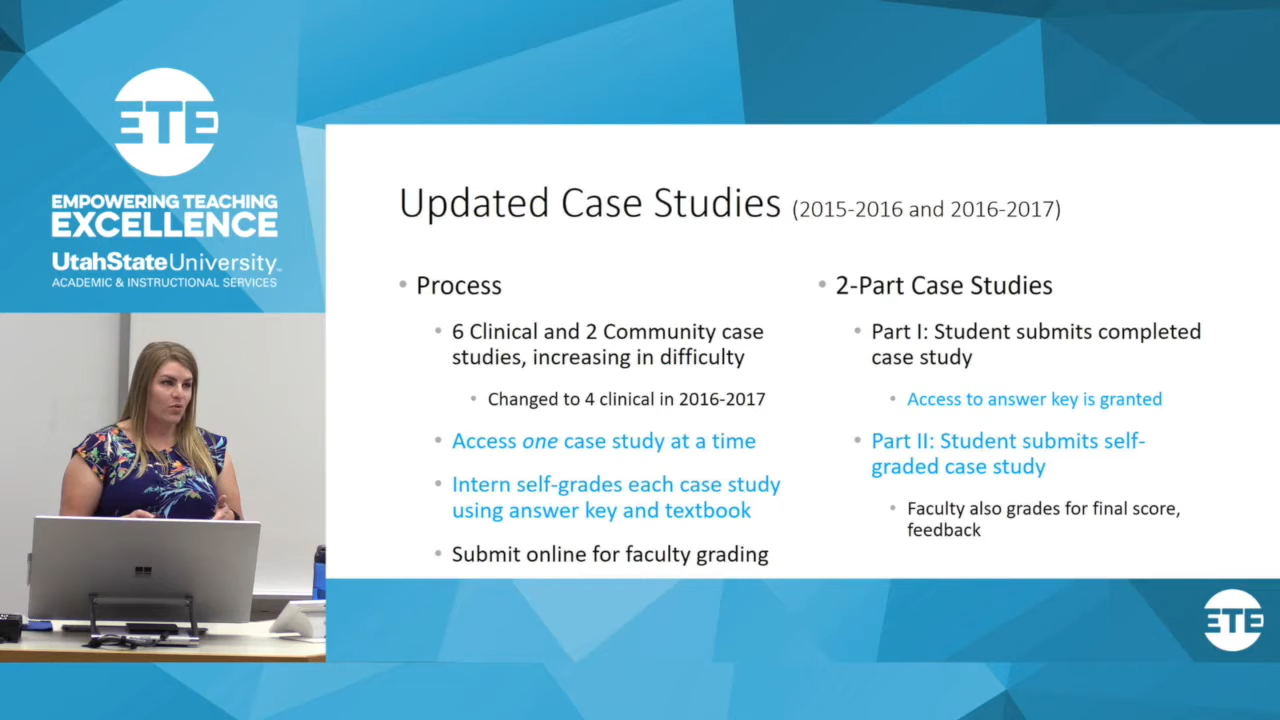 ETE
EMPOWERING TEACHING
EXCELLENCE
UtahStateUniversity
ACADEMIC & INSTRUCTIONAL SERVICES
Updated Case Studies (2015-2016 and 2016-2017)
• Process
• 6 Clinical and 2 Community case
studies, increasing in difficulty
• Changed to 4 clinical in 2016-2017
• Access one case study at a time
• Intern self-grades each case study
using answer key and textbook
• Submit online for faculty grading
• 2-Part Case Studies
• Part I: Student submits completed
case study
• Access to answer key is granted
• Part II: Student submits self-
graded case study
• Faculty also grades for final score,
feedback
ETE